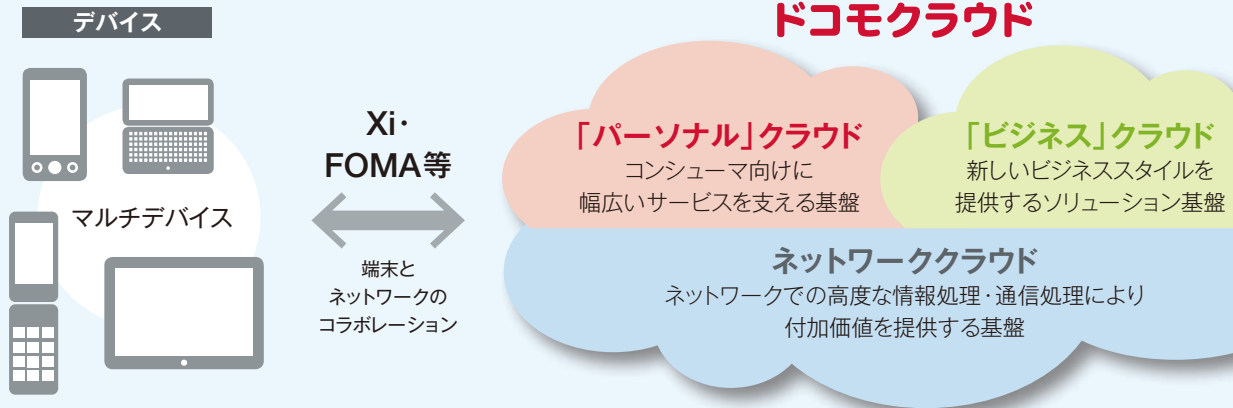 デバイス
マルチデバイス
Xi・
FOMA等
端末と
ネットワークの
コラボレーション
ドコモクラウド
「パーソナル」クラウド
コンシューマ向けに
幅広いサービスを支える基盤
「ビジネス」クラウド
新しいビジネススタイルを
提供するソリューション基盤
ネットワーククラウド
ネットワークでの高度な情報処理・通信処理により
付加価値を提供する基盤